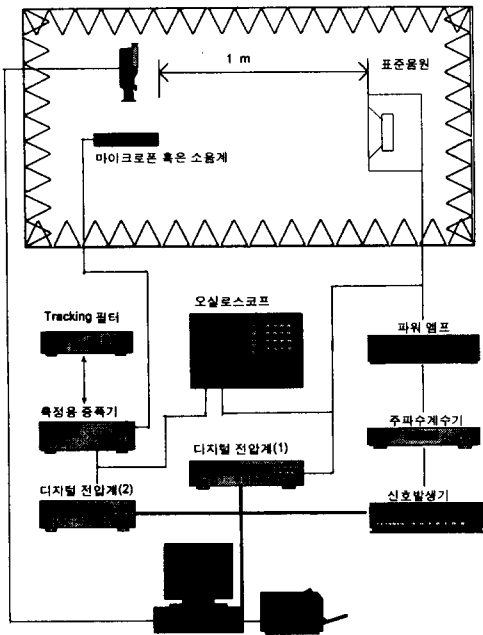 1 m
표준음원
마이크로폰 혹은 소음계
오실로스코프
Tracking 필터
파워 앰프
측정용 증폭기
주파수계수기
디지털 전압계(1)
디지털 전압계(2)
신호발생기